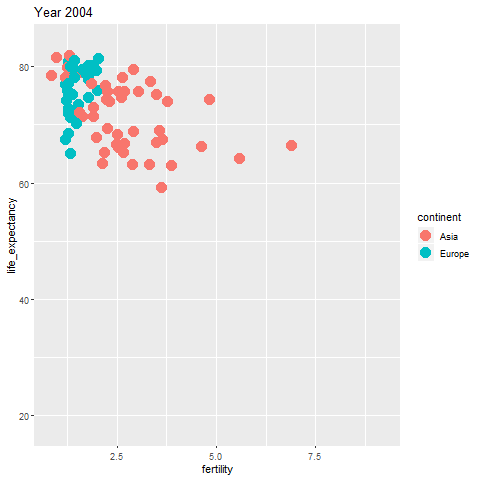 Year 2004
life_expectancy
80
60
40
20
2.5
5.0
7.5
fertility
continent
Asia
Europe